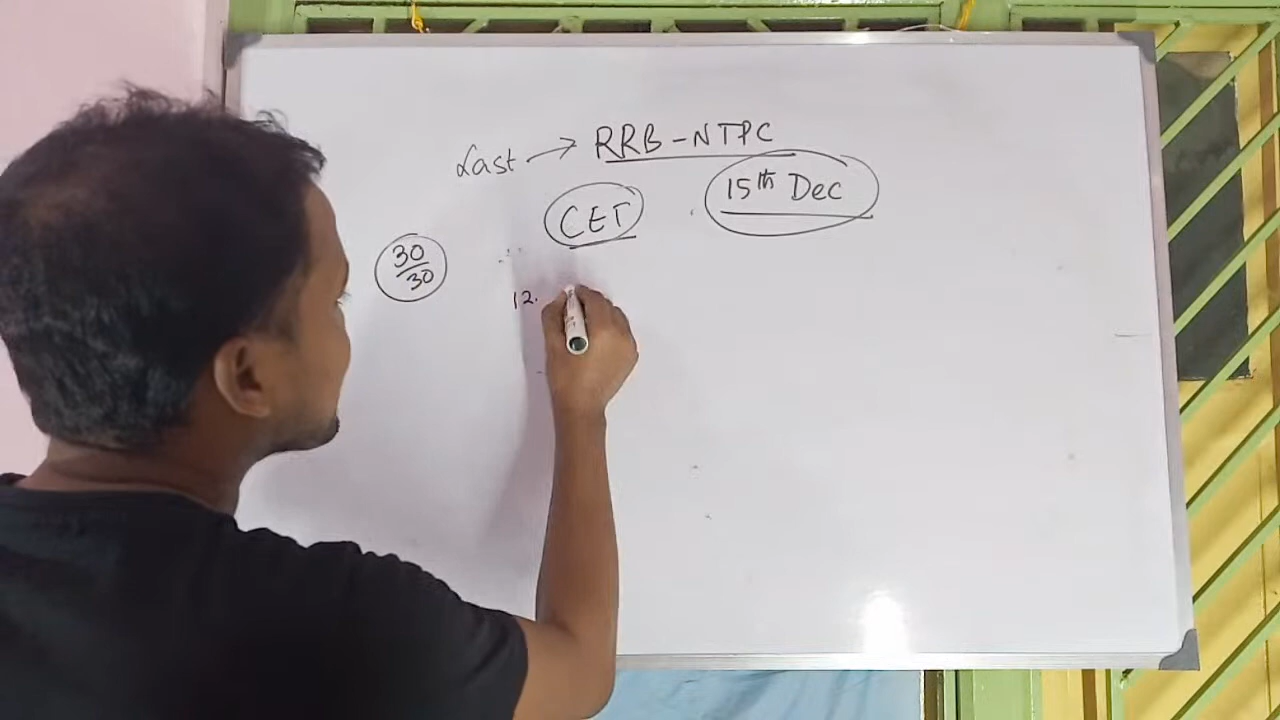 Last → RRB-NTPC
CET
15th Dec
30/30
12.